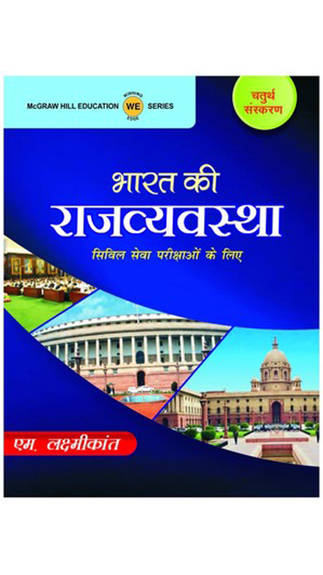 McGRAW HILL EDUCATION WE SERIES
चतुर्थ
संस्करण
भारत की
राजव्यवस्था
सिविल सेवा परीक्षाओं के लिए
एम. लक्ष्मीकांत